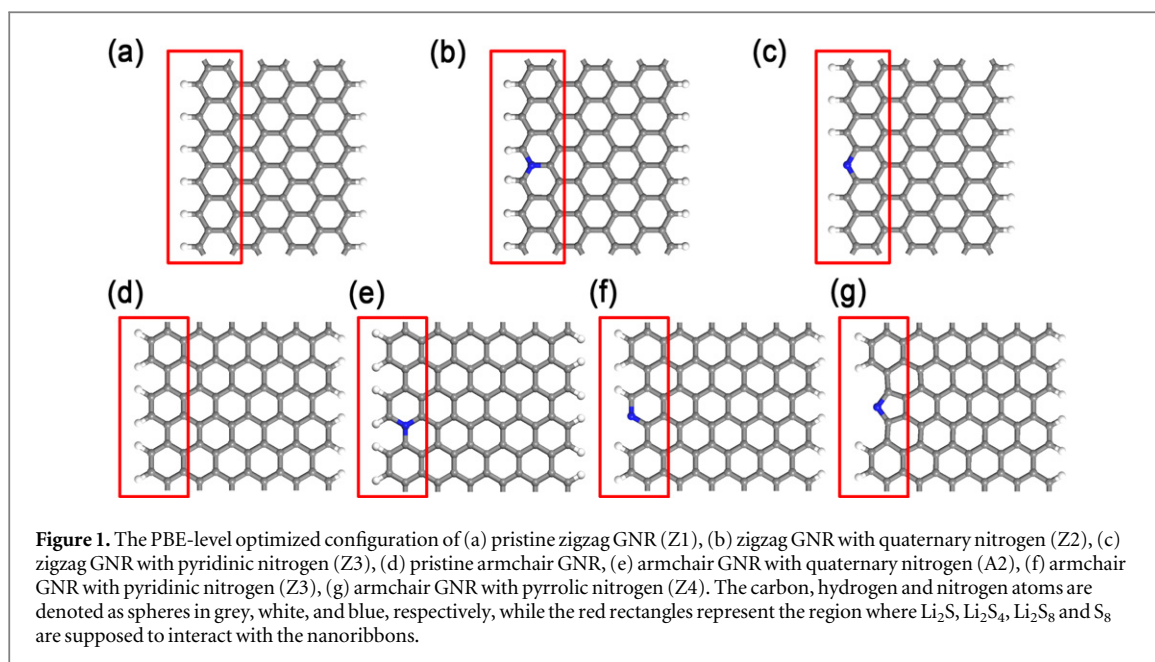 (a)
(b)
(c)
(d)
(e)
(f)
(g)
Figure 1. The PBE-level optimized configuration of (a) pristine zigzag GNR (Z1), (b) zigzag GNR with quaternary nitrogen (Z2), (c)
zigzag GNR with pyridinic nitrogen (Z3), (d) pristine armchair GNR, (e) armchair GNR with quaternary nitrogen (A2), (f) armchair
GNR with pyridinic nitrogen (Z3), (g) armchair GNR with pyrrolic nitrogen (Z4). The carbon, hydrogen and nitrogen atoms are
denoted as spheres in grey, white, and blue, respectively, while the red rectangles represent the region where Li₂S, Li₂S₄, Li₂S₈ and S₈
are supposed to interact with the nanoribbons.